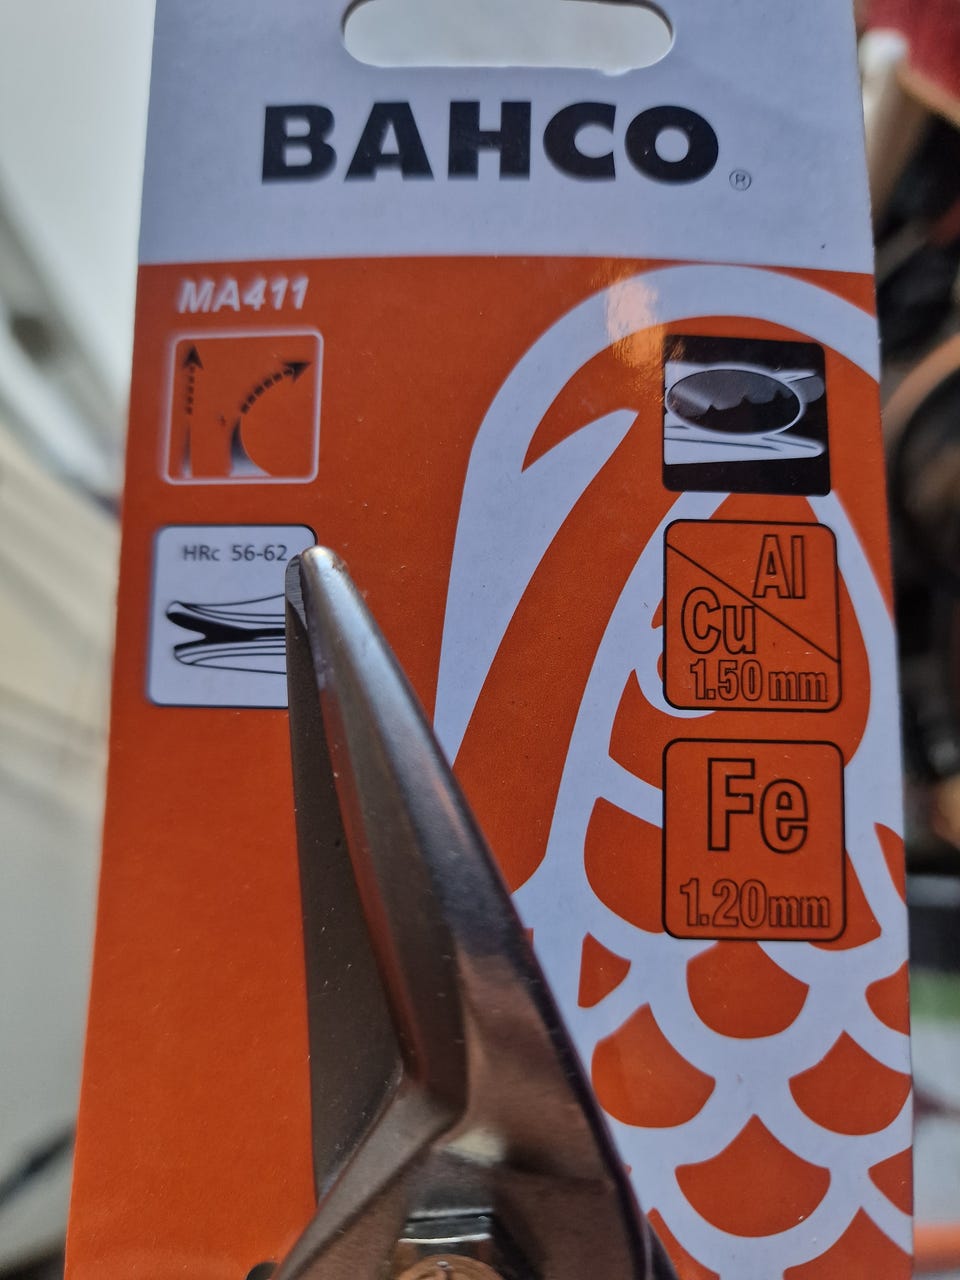 BAHCO®
MA411
HRc 56-62
Al
Cu
1.50mm
Fe
1.20mm